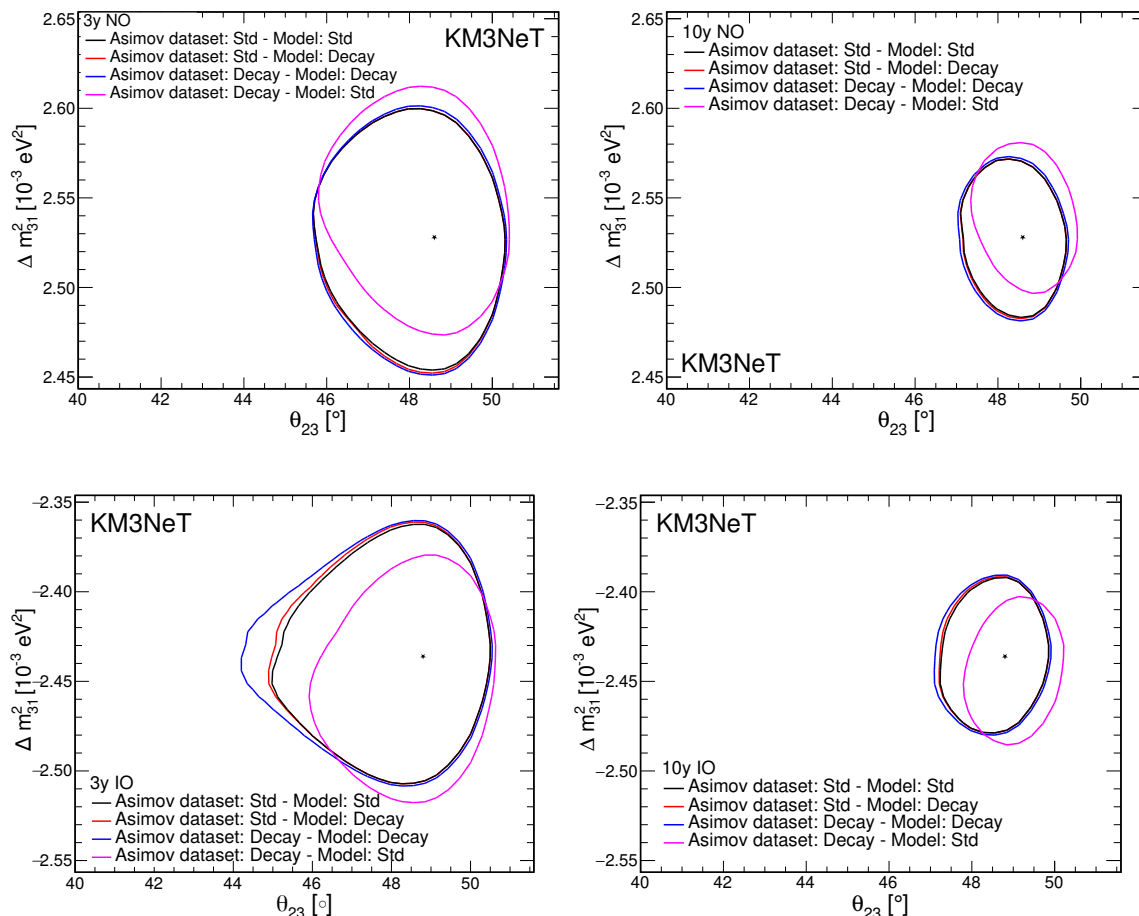 3y NO
KM3NeT
Asimov dataset: Std - Model: Std
Asimov dataset: Std - Model: Decay
Asimov dataset: Decay - Model: Decay
Asimov dataset: Decay - Model: Std
2.65
2.60
2.55
2.50
2.45
Δ m²₃₁ [10⁻³ eV²]
40 42 44 46 48 50
θ₂₃ [°]
10y NO
Asimov dataset: Std - Model: Std
Asimov dataset: Std - Model: Decay
Asimov dataset: Decay - Model: Decay
Asimov dataset: Decay - Model: Std
KM3NeT
2.65
2.60
2.55
2.50
2.45
Δ m²₃₁ [10⁻³ eV²]
40 42 44 46 48 50
θ₂₃ [°]
KM3NeT
−2.35
−2.40
−2.45
−2.50
−2.55
Δ m²₃₁ [10⁻³ eV²]
3y IO
Asimov dataset: Std - Model: Std
Asimov dataset: Std - Model: Decay
Asimov dataset: Decay - Model: Decay
Asimov dataset: Decay - Model: Std
40 42 44 46 48 50
θ₂₃ [○]
KM3NeT
−2.35
−2.40
−2.45
−2.50
−2.55
Δ m²₃₁ [10⁻³ eV²]
10y IO
Asimov dataset: Std - Model: Std
Asimov dataset: Std - Model: Decay
Asimov dataset: Decay - Model: Decay
Asimov dataset: Decay - Model: Std
40 42 44 46 48 50
θ₂₃ [°]